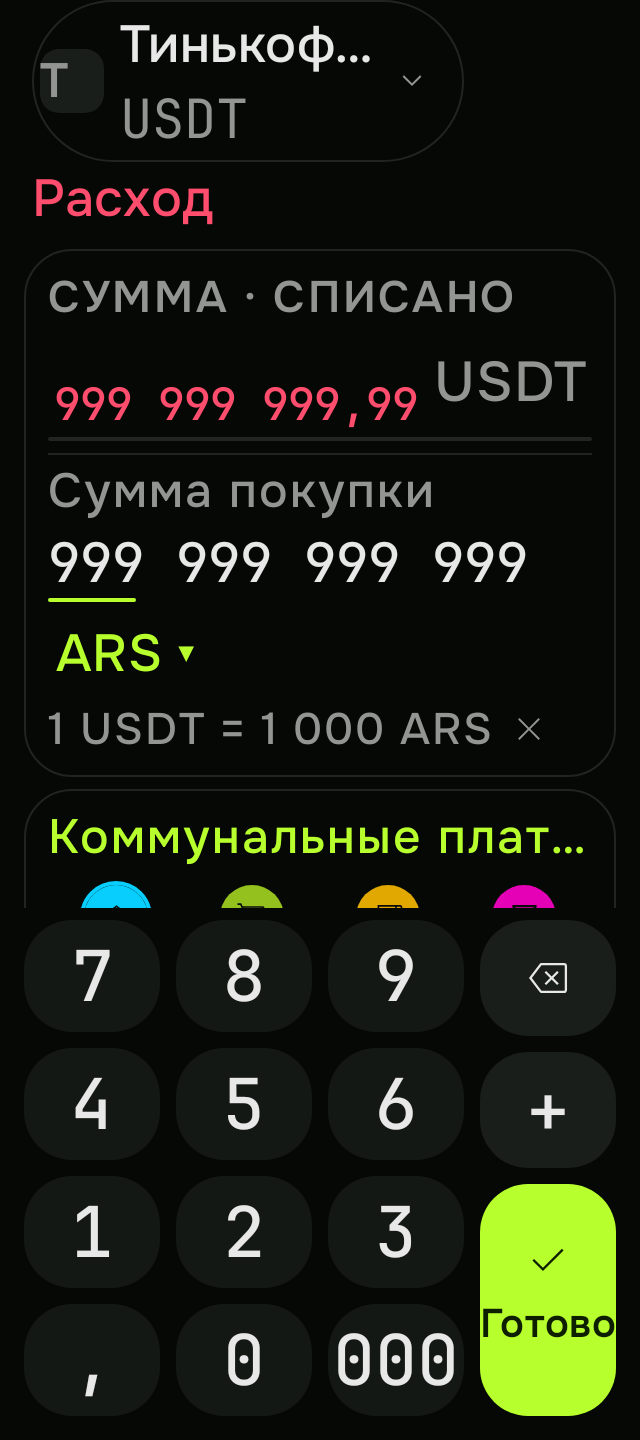 T
Тинькоф...
USDT
Расход
СУММА · СПИСАНО
999 999 999,99 USDT
Сумма покупки
999 999 999 999
ARS ▾
1 USDT = 1 000 ARS ×
Коммунальные плат...
7 8 9
4 5 6 +
1 2 3
Готово
, 0 000